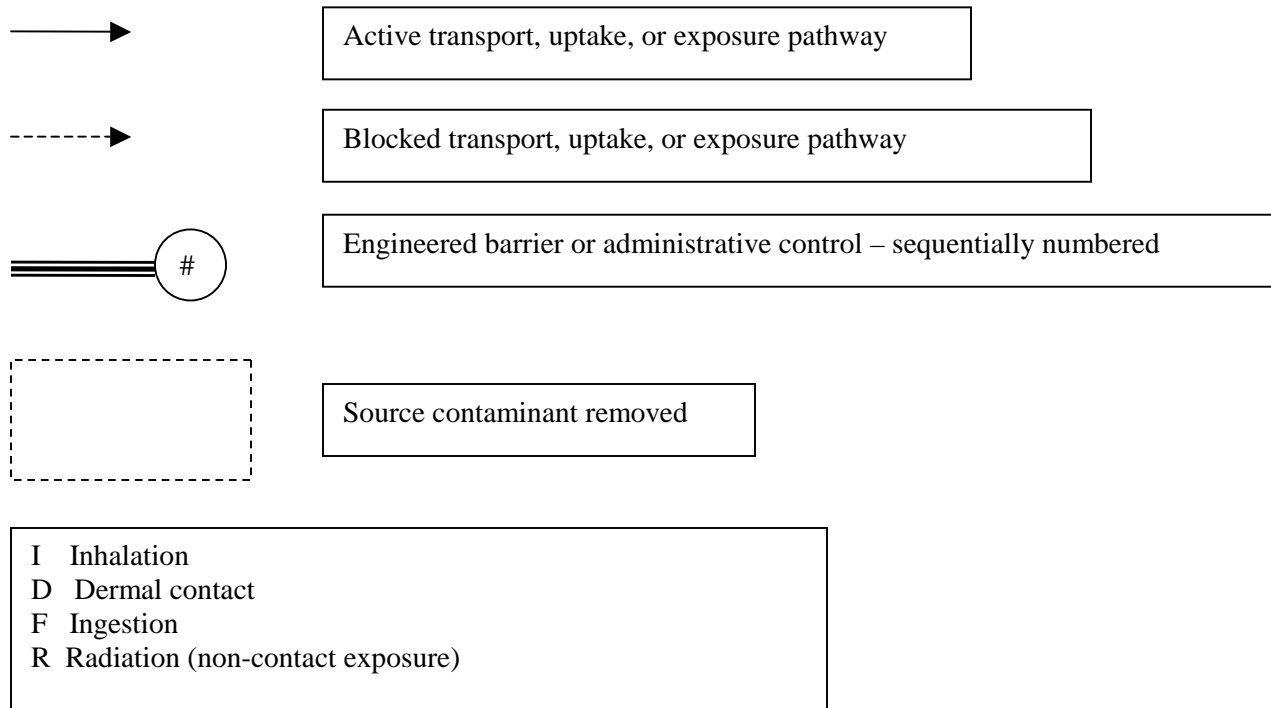 Active transport, uptake, or exposure pathway
Blocked transport, uptake, or exposure pathway
#
Engineered barrier or administrative control – sequentially numbered
Source contaminant removed
I Inhalation
D Dermal contact
F Ingestion
R Radiation (non-contact exposure)